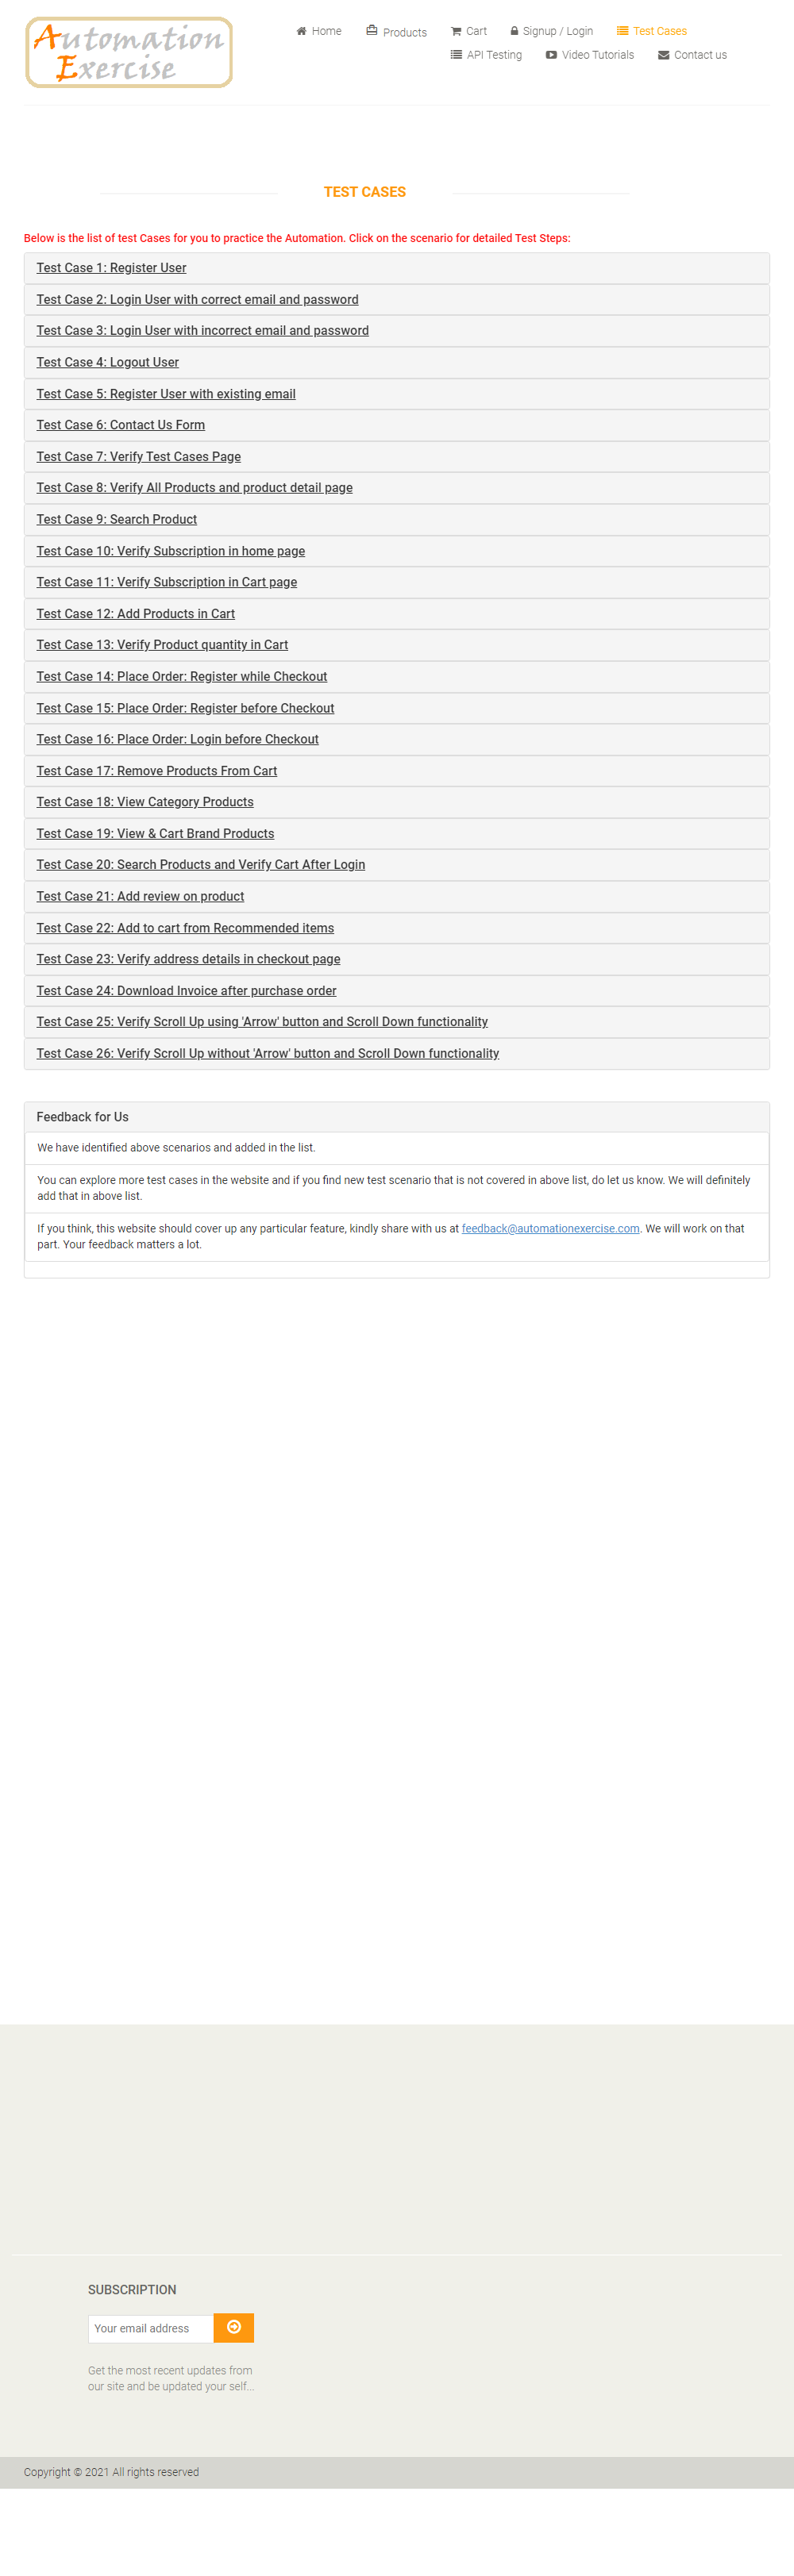 Automation
Exercise
Home Products Cart Signup / Login Test Cases
API Testing Video Tutorials Contact us
TEST CASES
Below is the list of test Cases for you to practice the Automation. Click on the scenario for detailed Test Steps:
Test Case 1: Register User
Test Case 2: Login User with correct email and password
Test Case 3: Login User with incorrect email and password
Test Case 4: Logout User
Test Case 5: Register User with existing email
Test Case 6: Contact Us Form
Test Case 7: Verify Test Cases Page
Test Case 8: Verify All Products and product detail page
Test Case 9: Search Product
Test Case 10: Verify Subscription in home page
Test Case 11: Verify Subscription in Cart page
Test Case 12: Add Products in Cart
Test Case 13: Verify Product quantity in Cart
Test Case 14: Place Order: Register while Checkout
Test Case 15: Place Order: Register before Checkout
Test Case 16: Place Order: Login before Checkout
Test Case 17: Remove Products From Cart
Test Case 18: View Category Products
Test Case 19: View & Cart Brand Products
Test Case 20: Search Products and Verify Cart After Login
Test Case 21: Add review on product
Test Case 22: Add to cart from Recommended items
Test Case 23: Verify address details in checkout page
Test Case 24: Download Invoice after purchase order
Test Case 25: Verify Scroll Up using 'Arrow' button and Scroll Down functionality
Test Case 26: Verify Scroll Up without 'Arrow' button and Scroll Down functionality
Feedback for Us
We have identified above scenarios and added in the list.
You can explore more test cases in the website and if you find new test scenario that is not covered in above list, do let us know. We will definitely
add that in above list.
If you think, this website should cover up any particular feature, kindly share with us at feedback@automationexercise.com. We will work on that
part. Your feedback matters a lot.
SUBSCRIPTION
Your email address
Get the most recent updates from
our site and be updated your self...
Copyright © 2021 All rights reserved